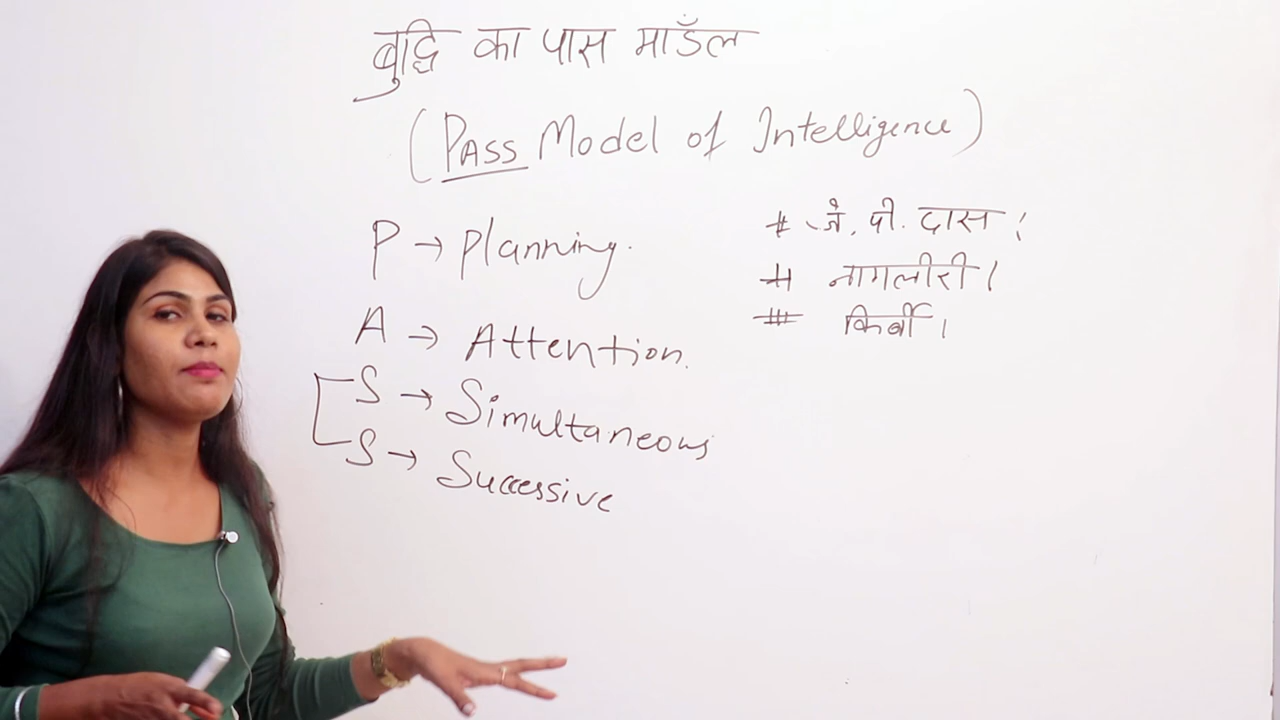 बुद्धि का पास मॉडल
(PASS Model of Intelligence)
P → Planning.
A → Attention.
S → Simultaneous
S → Successive
# जे. पी. दास ।
# नागलीरी ।
# किर्बी ।